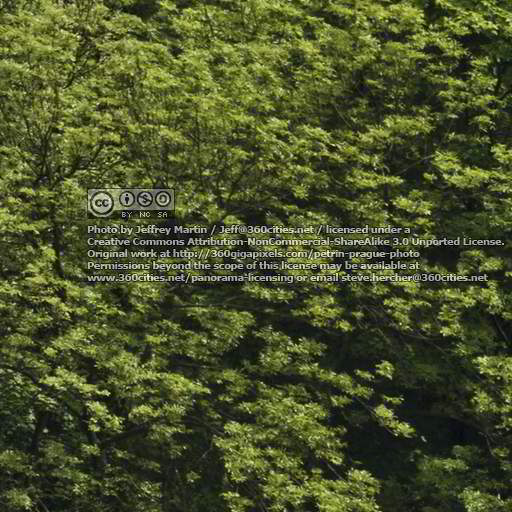 cc
BY NC SA
Photo by Jeffrey Martin / Jeff@360cities.net / licensed under a
Creative Commons Attribution-NonCommercial-ShareAlike 3.0 Unported License.
Original work at http://360gigapixels.com/petrin-prague-photo
Permissions beyond the scope of this license may be available at
www.360cities.net/panorama-licensing or email steve.hercher@360cities.net